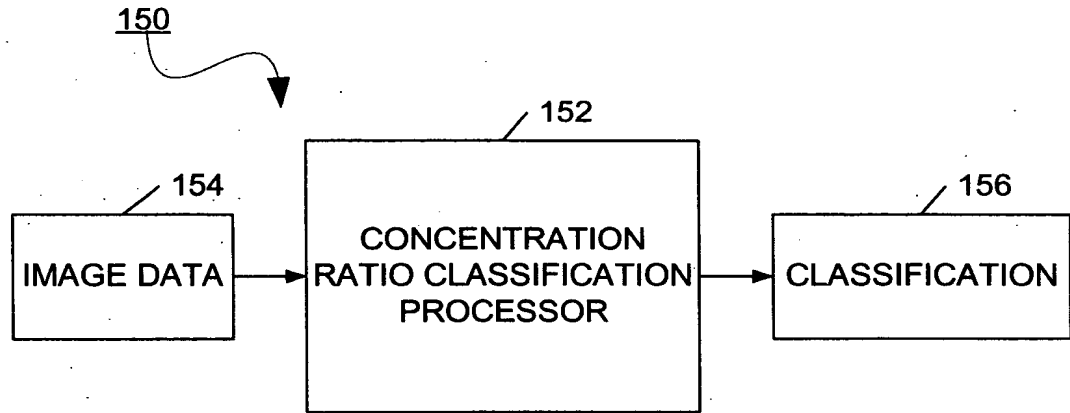 150
152
154
156
IMAGE DATA
CONCENTRATION
RATIO CLASSIFICATION
PROCESSOR
CLASSIFICATION